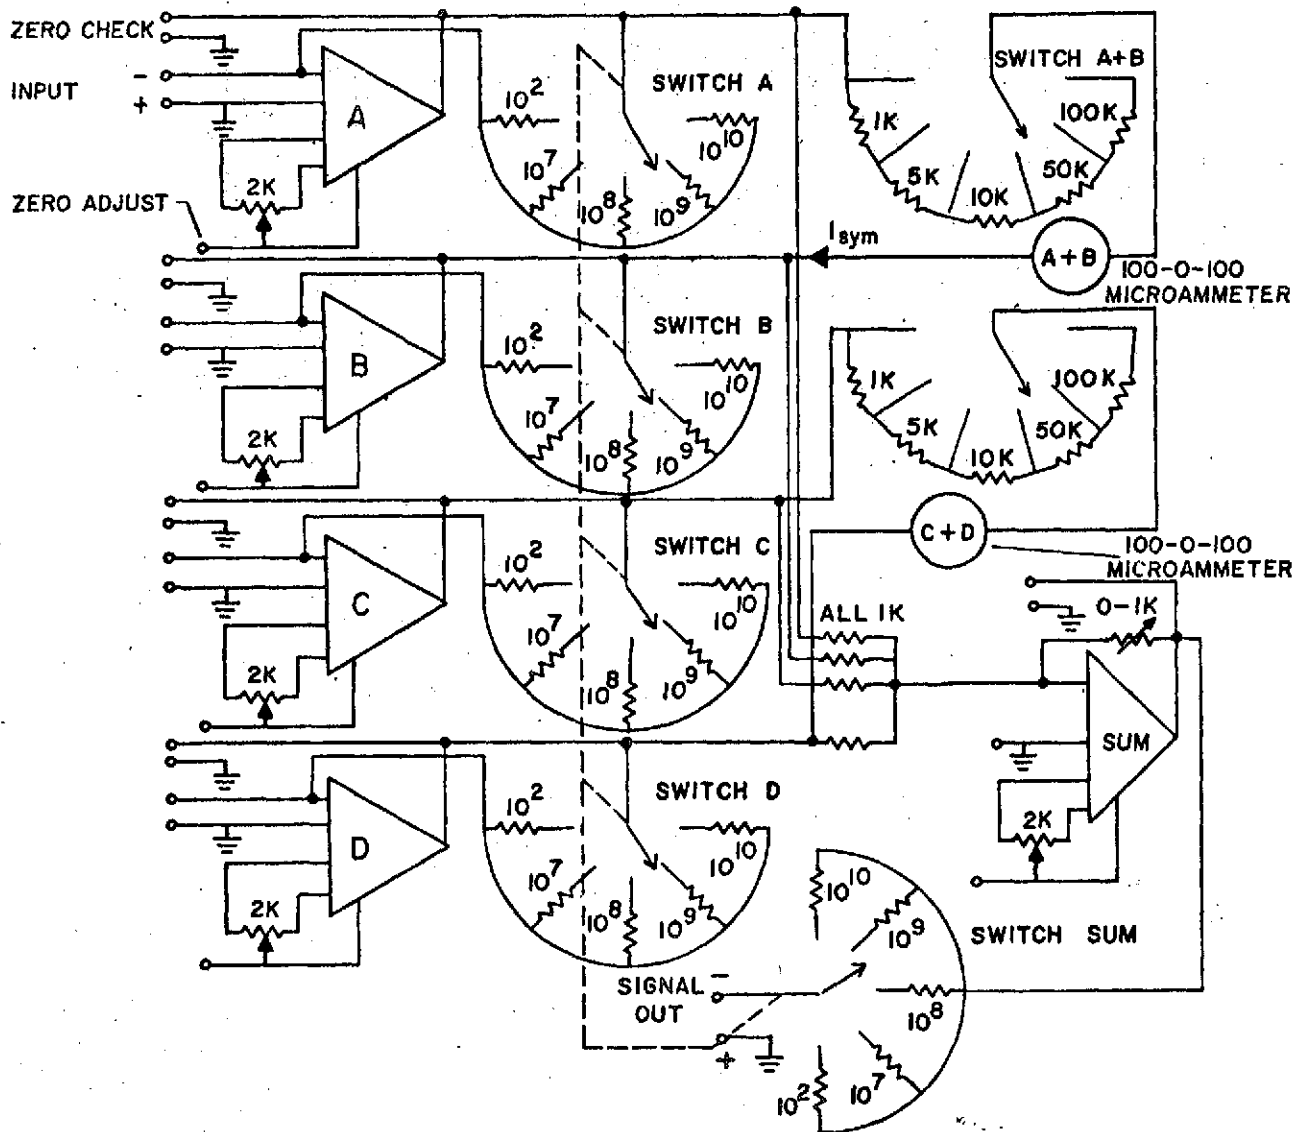 ZERO CHECK
INPUT
-
+
A
2K
ZERO ADJUST
10²
10⁷
10⁸
10⁹
10¹⁰
SWITCH A
SWITCH A+B
1K
5K
10K
50K
100K
I sym
A+B
100-0-100
MICROAMMETER
B
2K
10²
10⁷
10⁸
10⁹
10¹⁰
SWITCH B
1K
5K
10K
50K
100K
C+D
100-0-100
MICROAMMETER
C
2K
10²
10⁷
10⁸
10⁹
10¹⁰
SWITCH C
ALL 1K
0-1K
SUM
2K
D
2K
10²
10⁷
10⁸
10⁹
10¹⁰
SWITCH D
SWITCH SUM
10¹⁰
10⁹
10⁸
10⁷
10²
SIGNAL
OUT
-
+